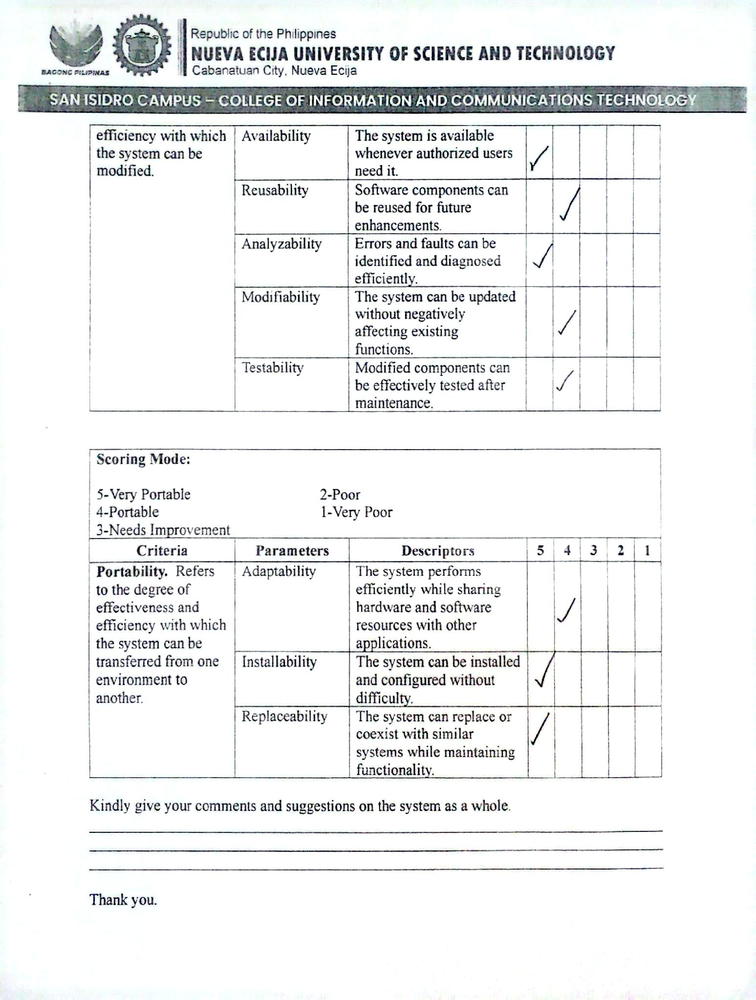 BAGONG PILIPINAS
Republic of the Philippines
NUEVA ECIJA UNIVERSITY OF SCIENCE AND TECHNOLOGY
Cabanatuan City, Nueva Ecija
SAN ISIDRO CAMPUS – COLLEGE OF INFORMATION AND COMMUNICATIONS TECHNOLOGY
efficiency with which
the system can be
modified.
Availability
The system is available
whenever authorized users
need it.
✓
Reusability
Software components can
be reused for future
enhancements.
✓
Analyzability
Errors and faults can be
identified and diagnosed
efficiently.
✓
Modifiability
The system can be updated
without negatively
affecting existing
functions.
✓
Testability
Modified components can
be effectively tested after
maintenance.
✓
Scoring Mode:
5-Very Portable 2-Poor
4-Portable 1-Very Poor
3-Needs Improvement
Criteria Parameters Descriptors 5 4 3 2 1
Portability. Refers
to the degree of
effectiveness and
efficiency with which
the system can be
transferred from one
environment to
another.
Adaptability
The system performs
efficiently while sharing
hardware and software
resources with other
applications.
✓
Installability
The system can be installed
and configured without
difficulty.
✓
Replaceability
The system can replace or
coexist with similar
systems while maintaining
functionality.
✓
Kindly give your comments and suggestions on the system as a whole.
Thank you.